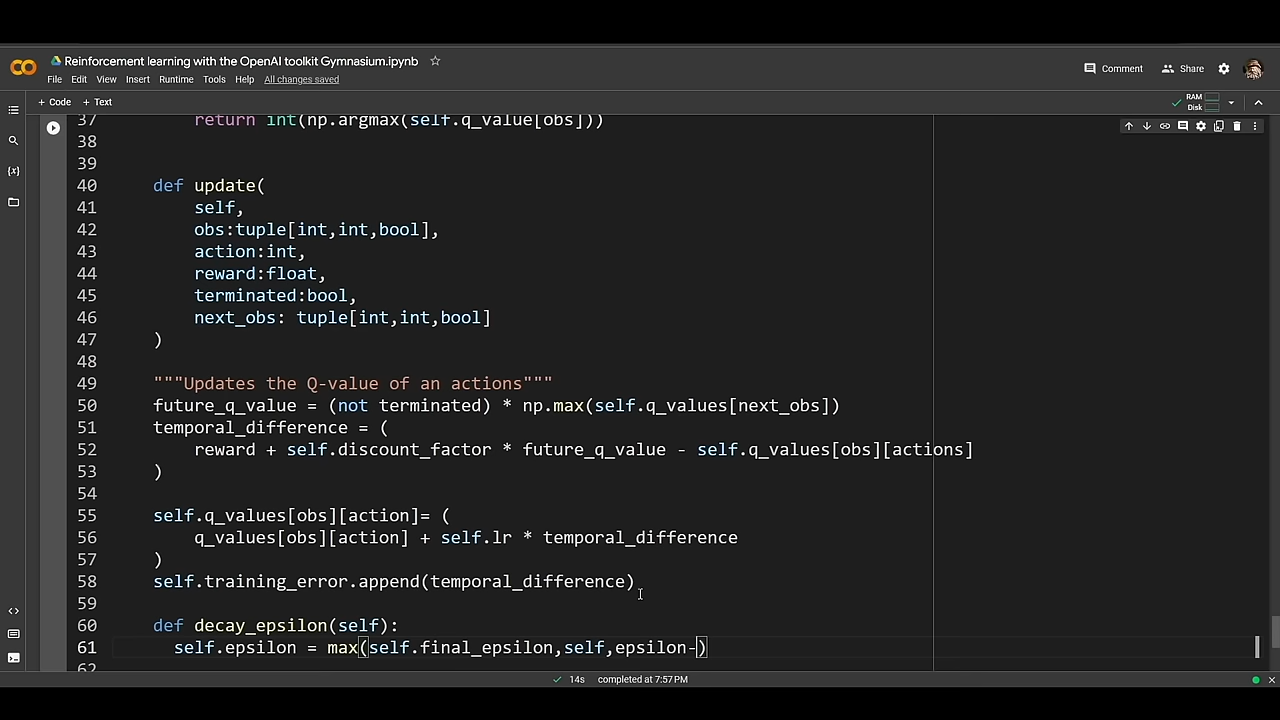 Reinforcement learning with the OpenAI toolkit Gymnasium.ipynb
Comment
Share
File Edit View Insert Runtime Tools Help All changes saved
+ Code + Text
RAM
Disk
37 return int(np.argmax(self.q_value[obs]))
38
39
40 def update(
41 self,
42 obs:tuple[int,int,bool],
43 action:int,
44 reward:float,
45 terminated:bool,
46 next_obs: tuple[int,int,bool]
47 )
48
49 """Updates the Q-value of an actions"""
50 future_q_value = (not terminated) * np.max(self.q_values[next_obs])
51 temporal_difference = (
52 reward + self.discount_factor * future_q_value - self.q_values[obs][actions]
53 )
54
55 self.q_values[obs][action]= (
56 q_values[obs][action] + self.lr * temporal_difference
57 )
58 self.training_error.append(temporal_difference)
59
60 def decay_epsilon(self):
61 self.epsilon = max(self.final_epsilon,self,epsilon-)
62
14s completed at 7:57 PM